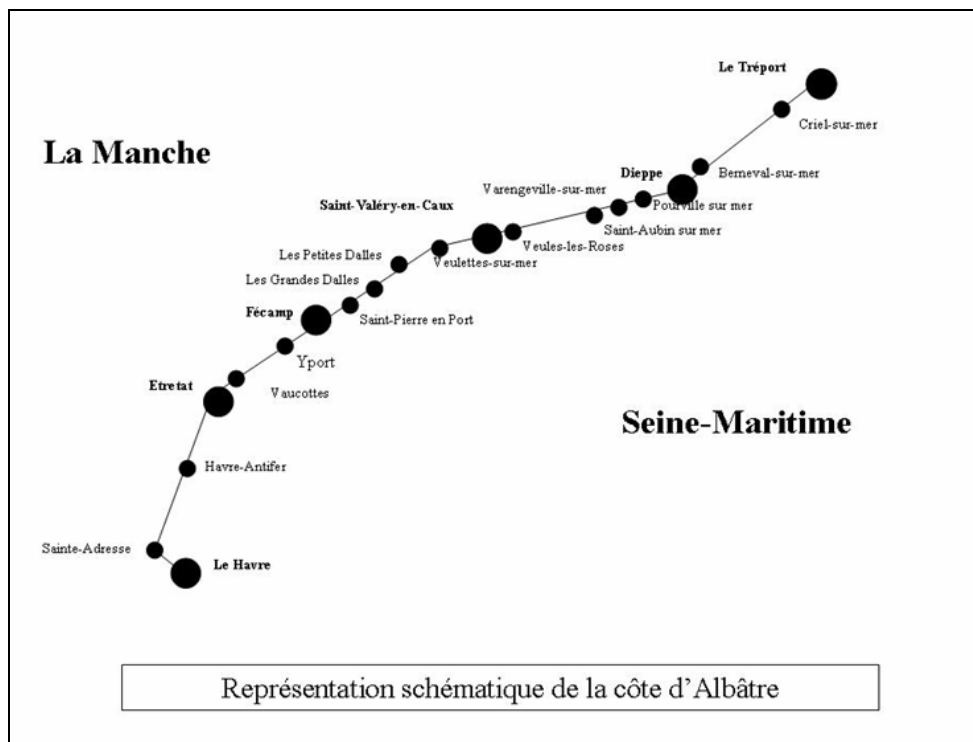 Le Tréport
Criel-sur-mer
La Manche
Dieppe
Berneval-sur-mer
Varengeville-sur-mer
Pourville sur mer
Saint-Valéry-en-Caux
Saint-Aubin sur mer
Veules-les-Roses
Les Petites Dalles
Veulettes-sur-mer
Les Grandes Dalles
Fécamp
Saint-Pierre en Port
Yport
Etretat
Vaucottes
Seine-Maritime
Havre-Antifer
Sainte-Adresse
Le Havre
Représentation schématique de la côte d'Albâtre